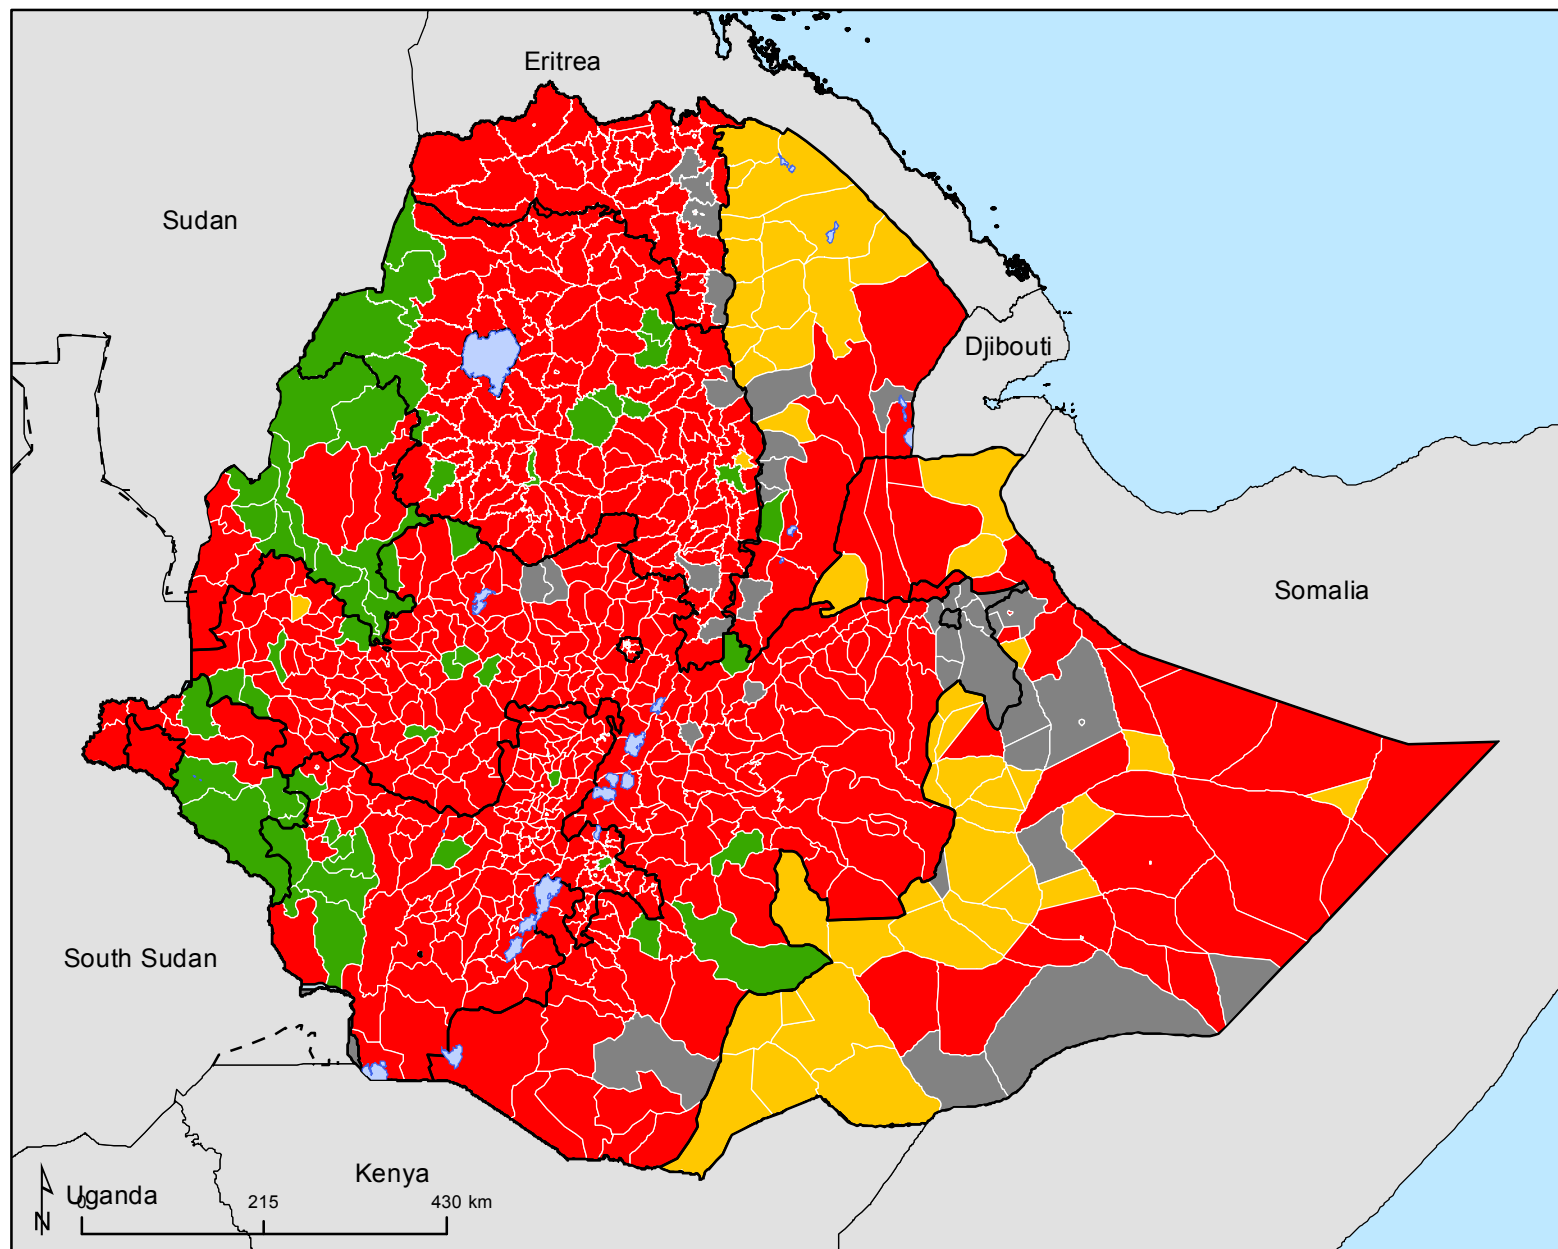 Eritrea
Sudan
Djibouti
Somalia
South Sudan
Kenya
Uganda
0 215 430 km
N